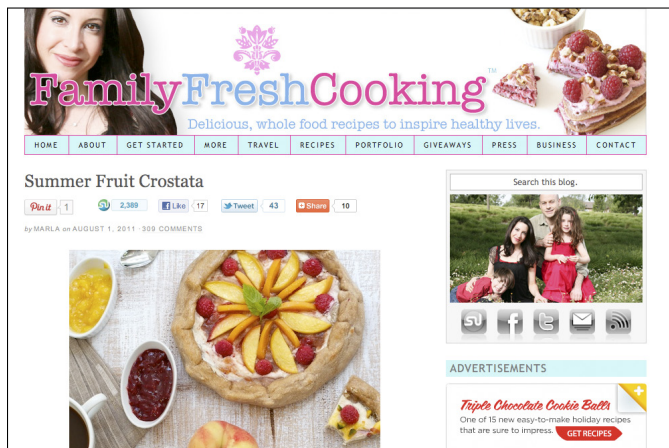 FamilyFreshCooking™
Delicious, whole food recipes to inspire healthy lives.
HOME ABOUT GET STARTED MORE TRAVEL RECIPES PORTFOLIO GIVEAWAYS PRESS BUSINESS CONTACT
Summer Fruit Crostata
Pin it 1 2,389 Like 17 Tweet 43 Share 10
by MARLA on AUGUST 1, 2011 · 309 COMMENTS
Search this blog.
ADVERTISEMENTS
Triple Chocolate Cookie Balls
One of 15 new easy-to-make holiday recipes
that are sure to impress. GET RECIPES